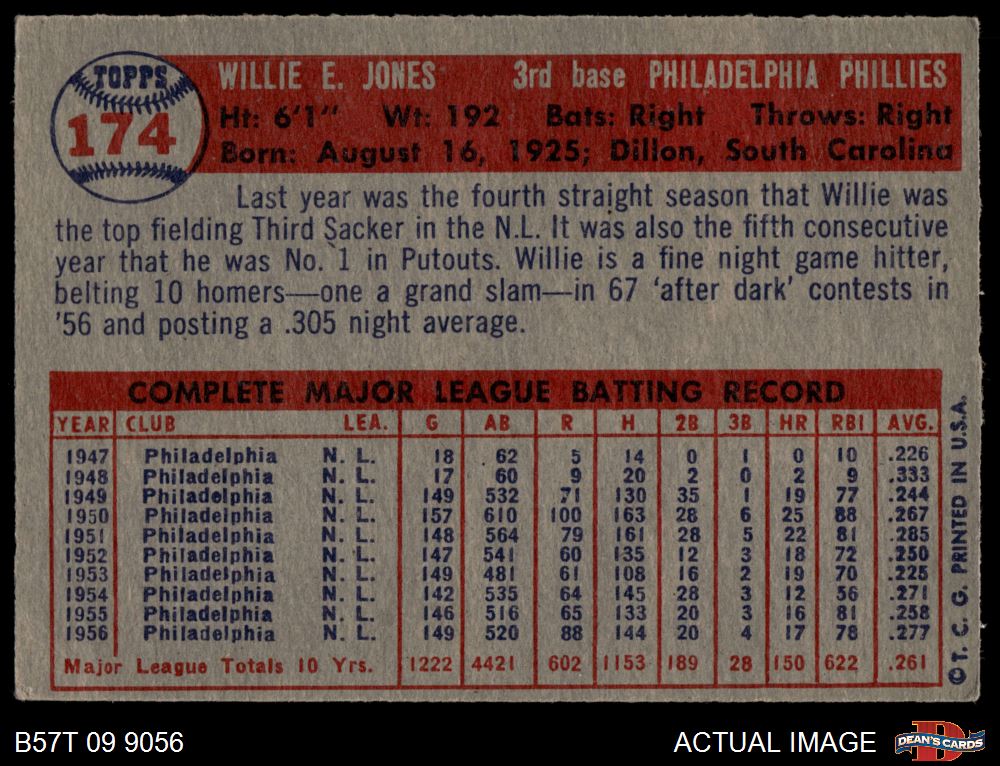 TOPPS
174
WILLIE E. JONES 3rd base PHILADELPHIA PHILLIES
Ht: 6'1" Wt: 192 Bats: Right Throws: Right
Born: August 16, 1925; Dillon, South Carolina
Last year was the fourth straight season that Willie was
the top fielding Third Sacker in the N.L. It was also the fifth consecutive
year that he was No. 1 in Putouts. Willie is a fine night game hitter,
belting 10 homers—one a grand slam—in 67 'after dark' contests in
'56 and posting a .305 night average.
COMPLETE MAJOR LEAGUE BATTING RECORD
YEAR CLUB LEA. G AB R H 2B 3B HR RBI AVG.
1947 Philadelphia N. L. 18 62 5 14 0 1 0 10 .226
1948 Philadelphia N. L. 17 60 9 20 2 0 2 9 .333
1949 Philadelphia N. L. 149 532 71 130 35 1 19 77 .244
1950 Philadelphia N. L. 157 610 100 163 28 6 25 88 .267
1951 Philadelphia N. L. 148 564 79 161 28 5 22 81 .285
1952 Philadelphia N. L. 147 541 60 135 12 3 18 72 .250
1953 Philadelphia N. L. 149 481 61 108 16 2 19 70 .225
1954 Philadelphia N. L. 142 535 64 145 28 3 12 56 .271
1955 Philadelphia N. L. 146 516 65 133 20 3 16 81 .258
1956 Philadelphia N. L. 149 520 88 144 20 4 17 78 .277
Major League Totals 10 Yrs. 1222 4421 602 1153 189 28 150 622 .261
©T. C. G. PRINTED IN U.S.A.
B57T 09 9056
ACTUAL IMAGE
DEAN'S CARDS